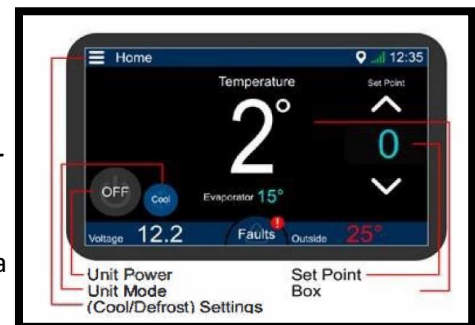 Home 12:35
Temperature Set Point
2°
0
OFF Cool Evaporator 15°
Voltage 12.2 Faults Outside 25°
a
Unit Power Set Point
Unit Mode Box
(Cool/Defrost) Settings